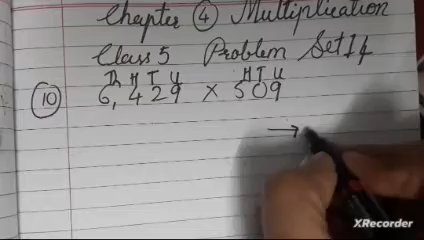 Chapter 4 Multiplication
Class 5 Problem Set 14
Th H T U H T U
10 6,429 × 509
→
XRecorder